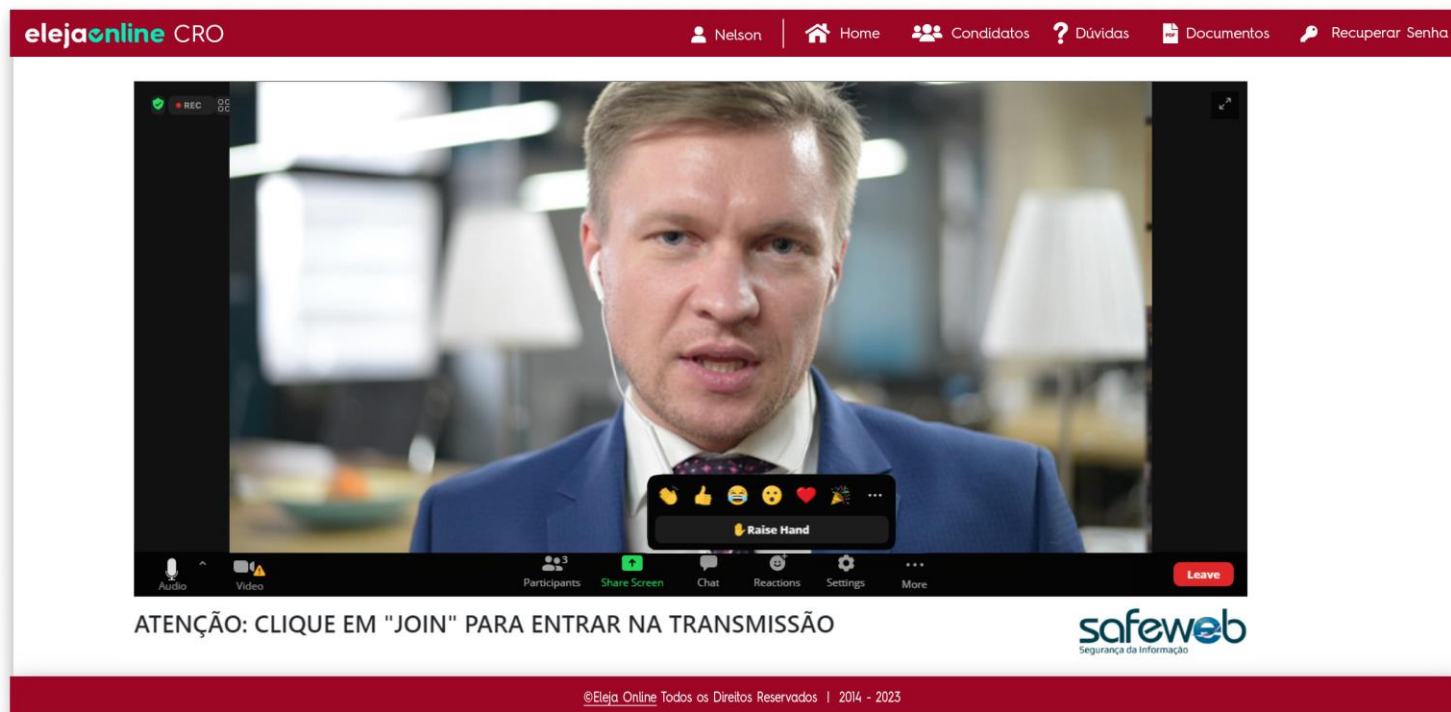 elejaonline CRO
Nelson
Home
Condidatos
Dúvidas
Documentos
Recuperar Senha
REC
Raise Hand
3
Audio
Video
Participants
Share Screen
Chat
Reactions
Settings
More
Leave
ATENÇÃO: CLIQUE EM "JOIN" PARA ENTRAR NA TRANSMISSÃO
safeweb
Segurança da Informação
©Eleja Online Todos os Direitos Reservados | 2014 - 2023